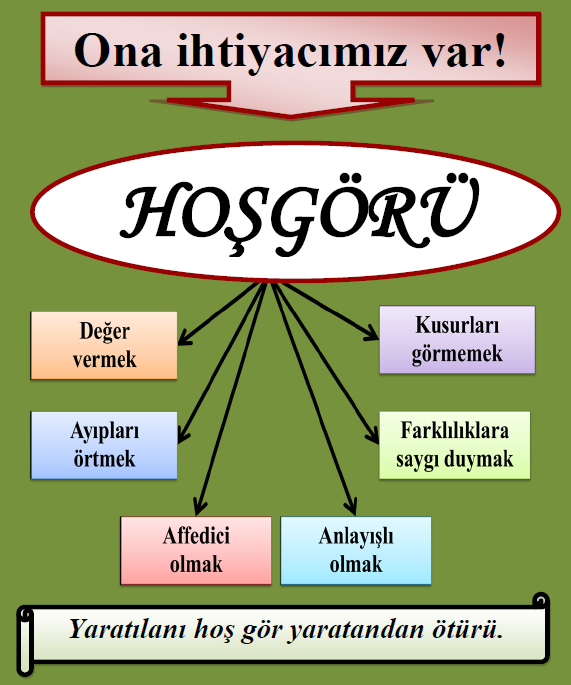 Ona ihtiyacımız var!
HOŞGÖRÜ
Değer
vermek
Kusurları
görmemek
Ayıpları
örtmek
Farklılıklara
saygı duymak
Affedici
olmak
Anlayışlı
olmak
Yaratılanı hoş gör yaratandan ötürü.